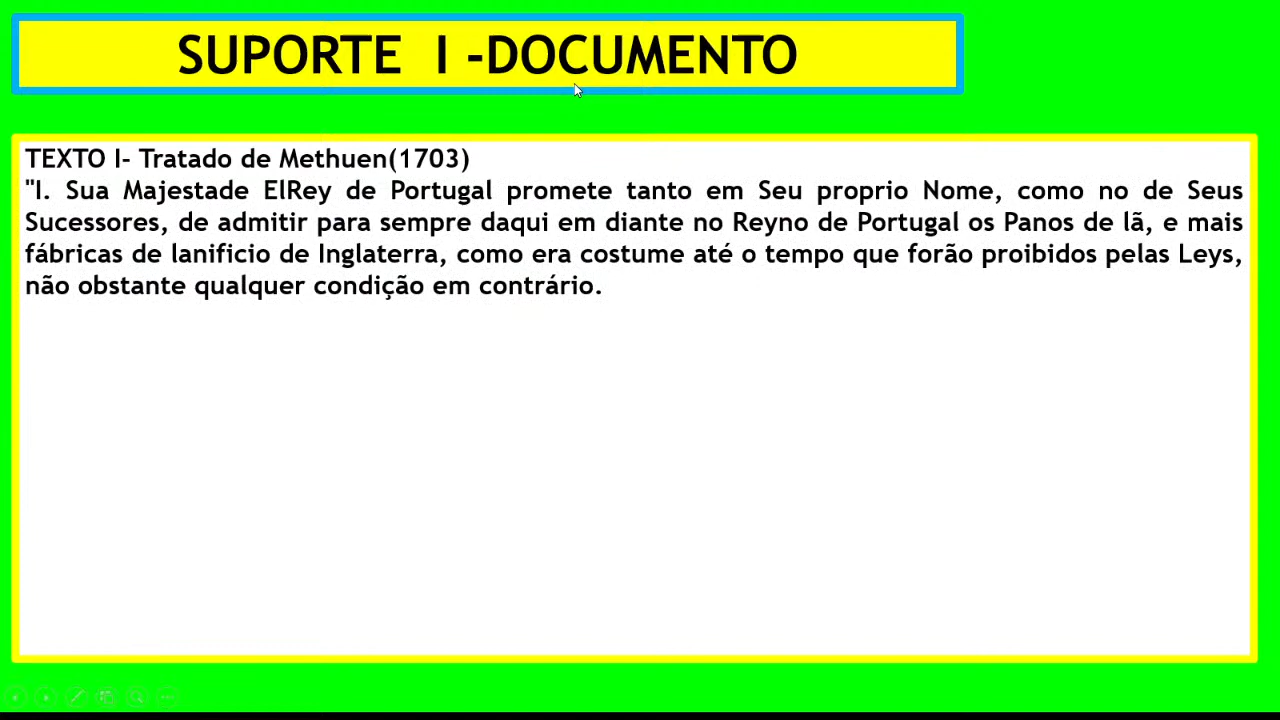 SUPORTE I -DOCUMENTO
TEXTO I- Tratado de Methuen(1703)
"I. Sua Majestade ElRey de Portugal promete tanto em Seu proprio Nome, como no de Seus
Sucessores, de admitir para sempre daqui em diante no Reyno de Portugal os Panos de lã, e mais
fábricas de lanificio de Inglaterra, como era costume até o tempo que forão proibidos pelas Leys,
não obstante qualquer condição em contrário.